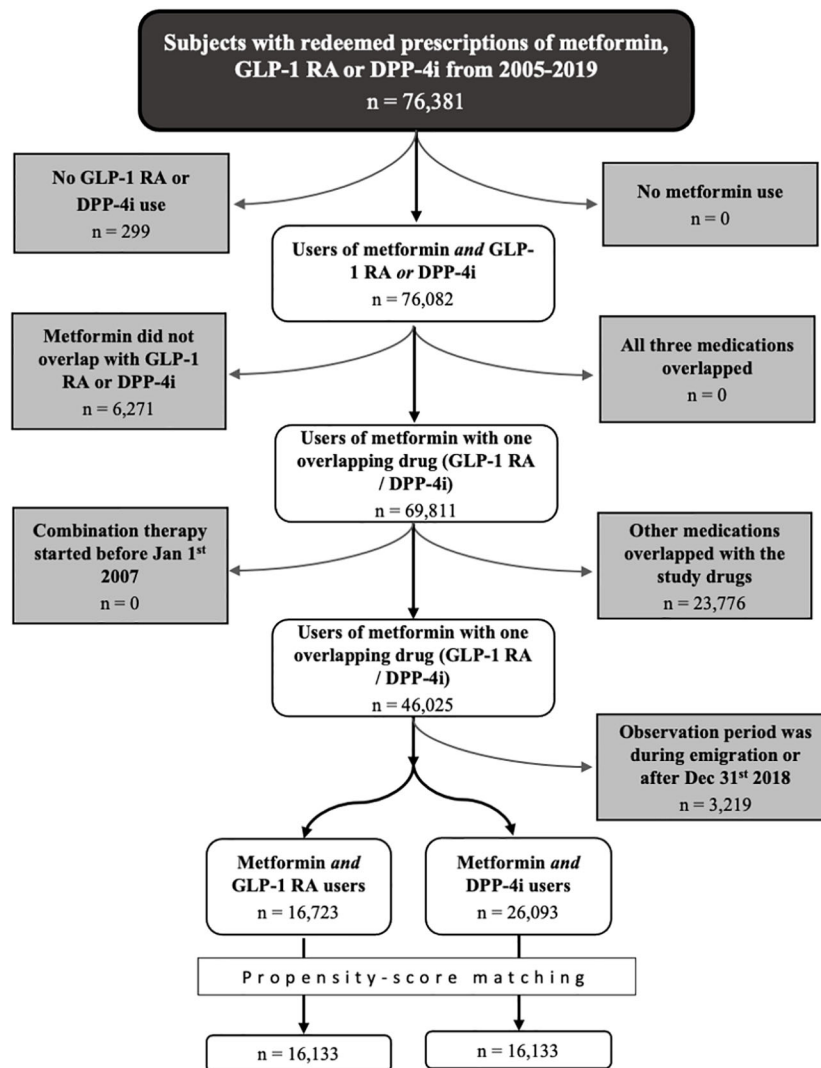 Subjects with redeemed prescriptions of metformin,
GLP-1 RA or DPP-4i from 2005-2019
n = 76,381
No GLP-1 RA or
DPP-4i use
n = 299
No metformin use
n = 0
Users of metformin and GLP-
1 RA or DPP-4i
n = 76,082
Metformin did not
overlap with GLP-1
RA or DPP-4i
n = 6,271
All three medications
overlapped
n = 0
Users of metformin with one
overlapping drug (GLP-1 RA
/ DPP-4i)
n = 69,811
Combination therapy
started before Jan 1st
2007
n = 0
Other medications
overlapped with the
study drugs
n = 23,776
Users of metformin with one
overlapping drug (GLP-1 RA
/ DPP-4i)
n = 46,025
Observation period was
during emigration or
after Dec 31st 2018
n = 3,219
Metformin and
GLP-1 RA users
n = 16,723
Metformin and
DPP-4i users
n = 26,093
Propensity-score matching
n = 16,133
n = 16,133